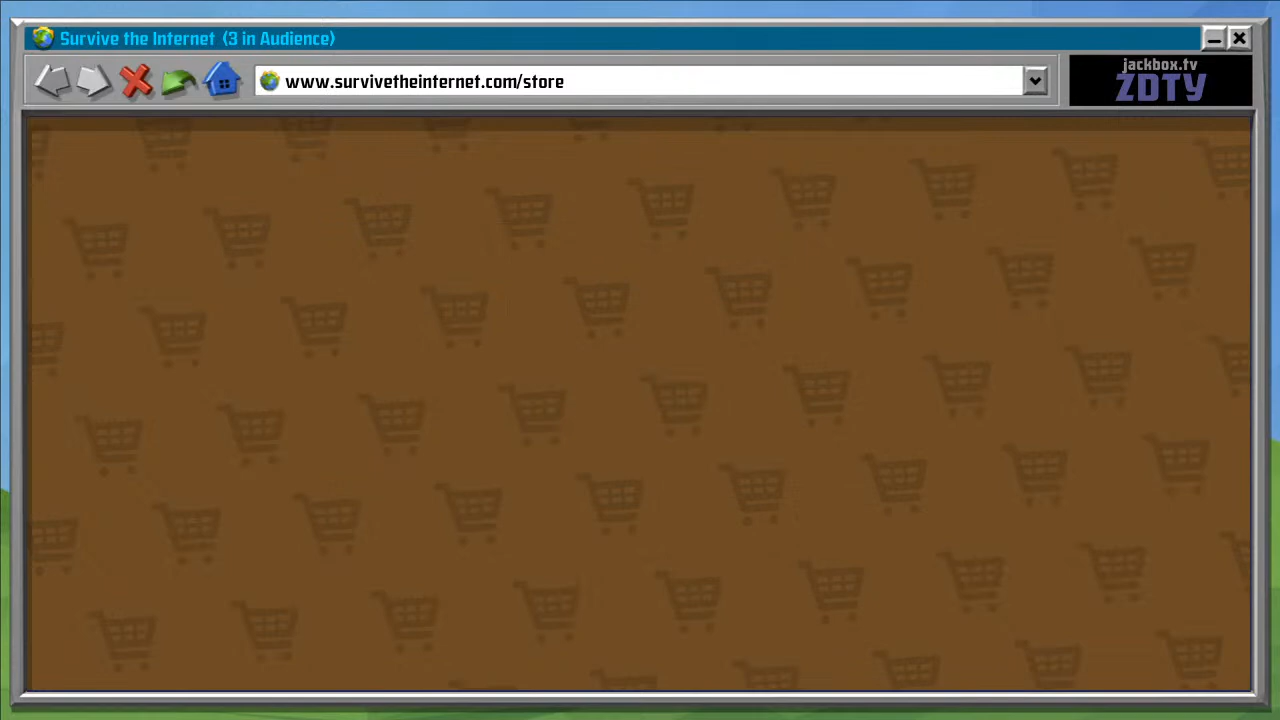 Survive the Internet (3 in Audience)
www.survivetheinternet.com/store
jackbox.tv
ZDTY